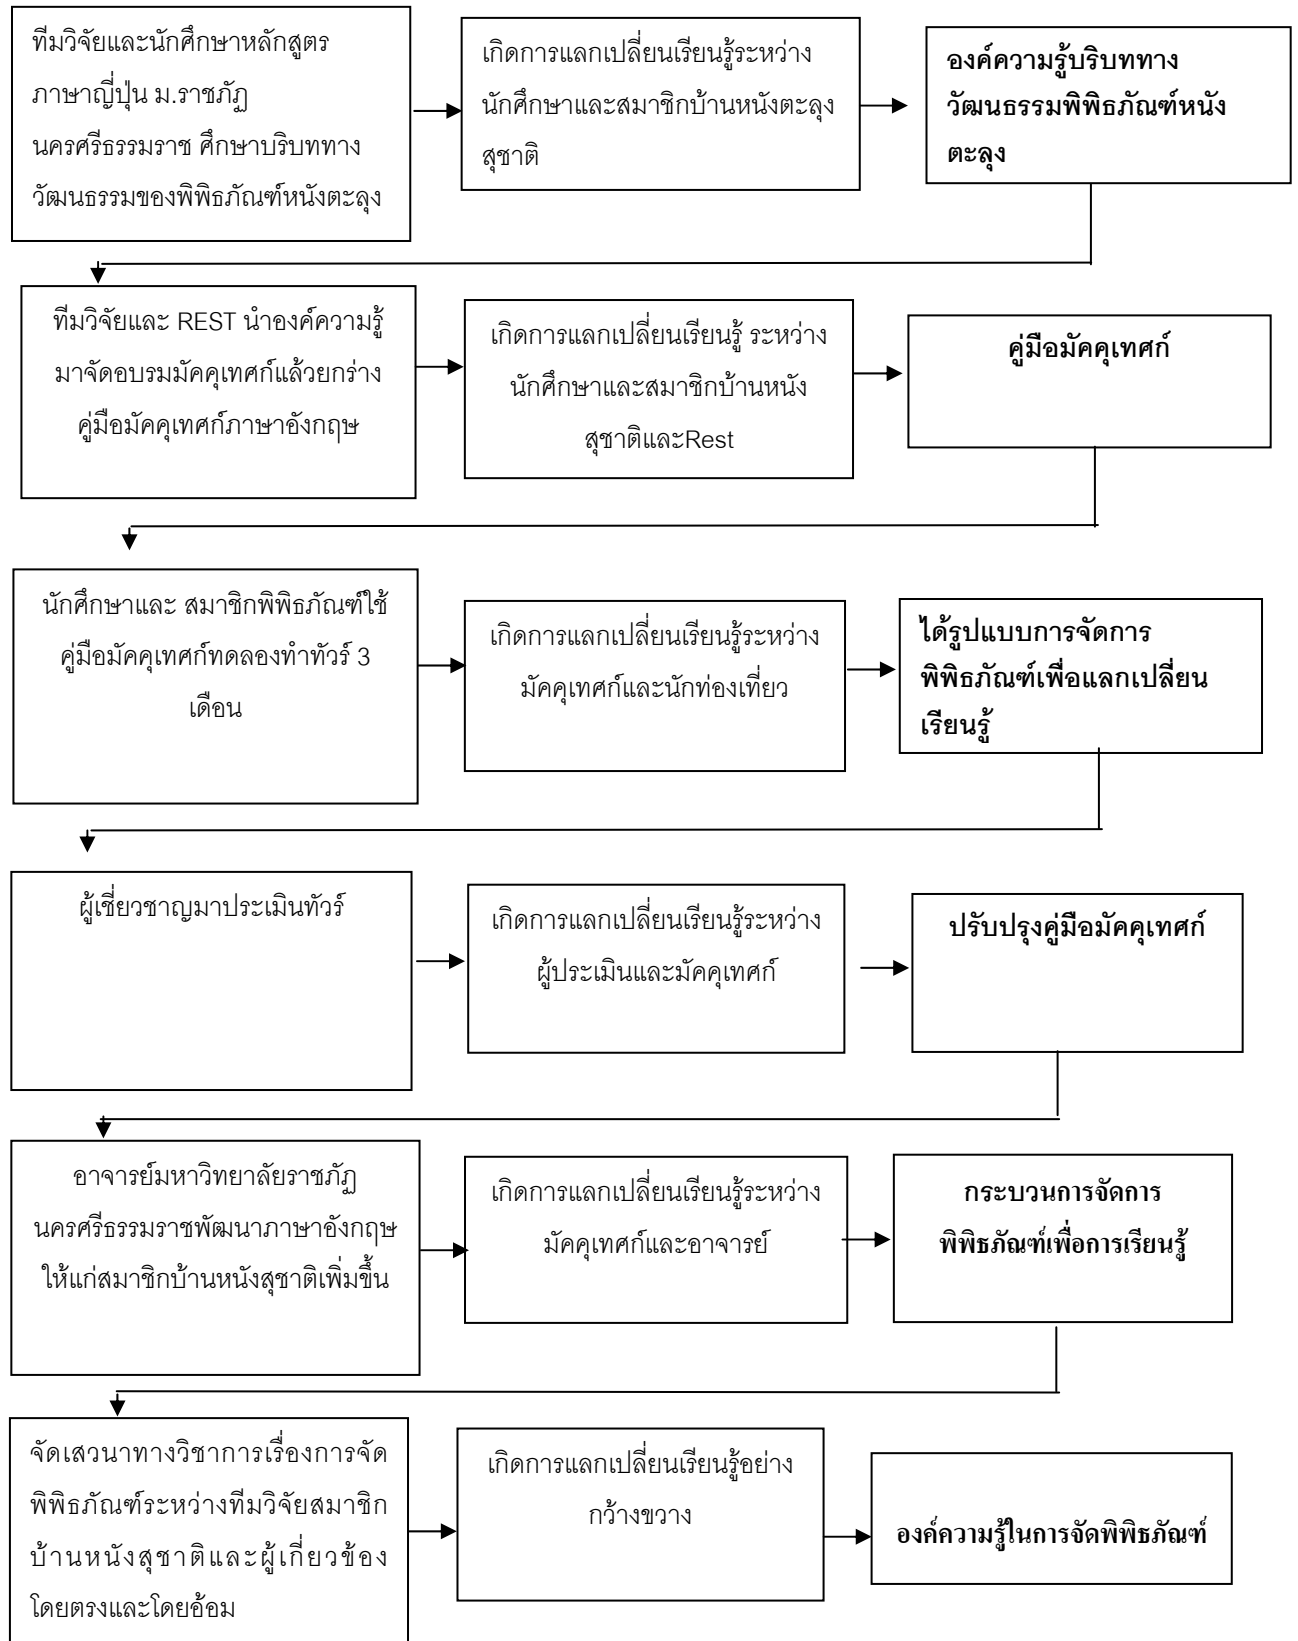 ทีมวิจัยและนักศึกษาหลักสูตร
ภาษาญี่ปุ่น ม.ราชภัฏ
นครศรีธรรมราช ศึกษาบริบททาง
วัฒนธรรมของพิพิธภัณฑ์หนังตะลุง
เกิดการแลกเปลี่ยนเรียนรู้ระหว่าง
นักศึกษาและสมาชิกบ้านหนังตะลุง
สุชาติ
องค์ความรู้บริบททาง
วัฒนธรรมพิพิธภัณฑ์หนัง
ตะลุง
ทีมวิจัยและ REST นำองค์ความรู้
มาจัดอบรมมัคคุเทศก์แล้วยกร่าง
คู่มือมัคคุเทศก์ภาษาอังกฤษ
เกิดการแลกเปลี่ยนเรียนรู้ ระหว่าง
นักศึกษาและสมาชิกบ้านหนัง
สุชาติและRest
คู่มือมัคคุเทศก์
นักศึกษาและ สมาชิกพิพิธภัณฑ์ใช้
คู่มือมัคคุเทศก์ทดลองทำทัวร์ 3
เดือน
เกิดการแลกเปลี่ยนเรียนรู้ระหว่าง
มัคคุเทศก์และนักท่องเที่ยว
ได้รูปแบบการจัดการ
พิพิธภัณฑ์เพื่อแลกเปลี่ยน
เรียนรู้
ผู้เชี่ยวชาญมาประเมินทัวร์
เกิดการแลกเปลี่ยนเรียนรู้ระหว่าง
ผู้ประเมินและมัคคุเทศก์
ปรับปรุงคู่มือมัคคุเทศก์
อาจารย์มหาวิทยาลัยราชภัฏ
นครศรีธรรมราชพัฒนาภาษาอังกฤษ
ให้แก่สมาชิกบ้านหนังสุชาติเพิ่มขึ้น
เกิดการแลกเปลี่ยนเรียนรู้ระหว่าง
มัคคุเทศก์และอาจารย์
กระบวนการจัดการ
พิพิธภัณฑ์เพื่อการเรียนรู้
จัดเสวนาทางวิชาการเรื่องการจัด
พิพิธภัณฑ์ระหว่างทีมวิจัยสมาชิก
บ้านหนังสุชาติและผู้เกี่ยวข้อง
โดยตรงและโดยอ้อม
เกิดการแลกเปลี่ยนเรียนรู้อย่าง
กว้างขวาง
องค์ความรู้ในการจัดพิพิธภัณฑ์